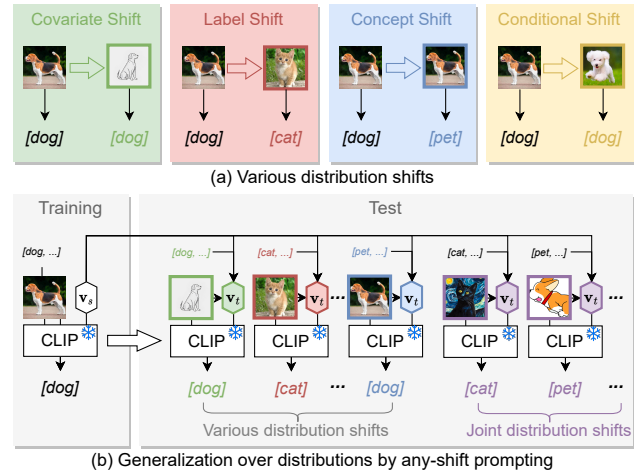 Covariate Shift
Label Shift
Concept Shift
Conditional Shift
[dog]
[dog]
[dog]
[cat]
[dog]
[pet]
[dog]
[dog]
(a) Various distribution shifts
Training
Test
[dog, ...]
[dog, ...]
[cat, ...]
[pet, ...]
[cat, ...]
[pet, ...]
v_s
v_t
v_t
...
v_t
v_t
v_t
...
CLIP
CLIP
CLIP
CLIP
CLIP
CLIP
[dog]
[dog]
[cat]
...
[dog]
[cat]
[pet]
...
Various distribution shifts
Joint distribution shifts
(b) Generalization over distributions by any-shift prompting